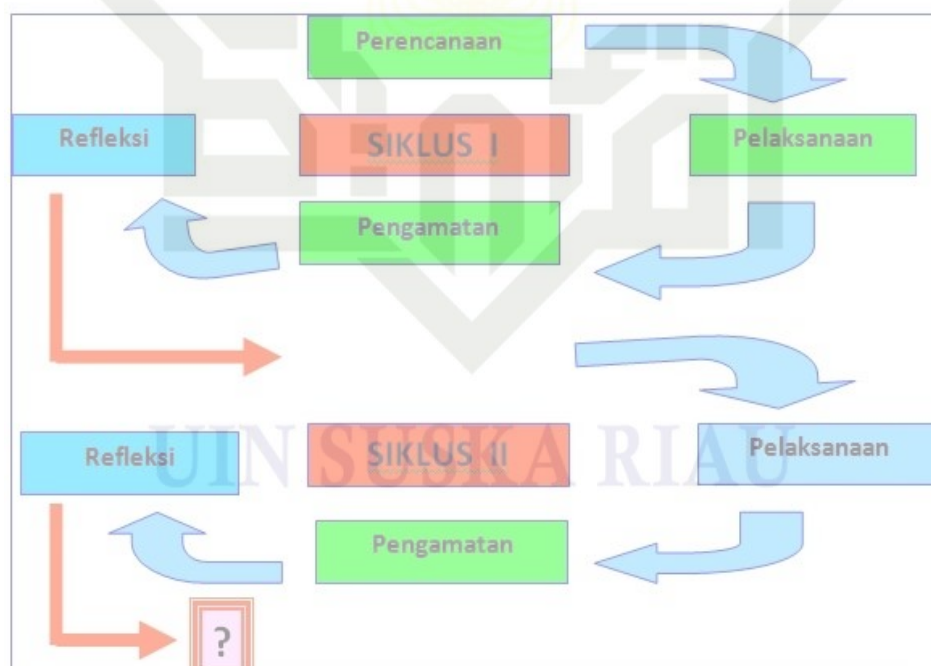 Perencanaan
Refleksi
SIKLUS I
Pelaksanaan
Pengamatan
Refleksi
SIKLUS II
Pelaksanaan
UIN SUSKA RIAU
Pengamatan
?